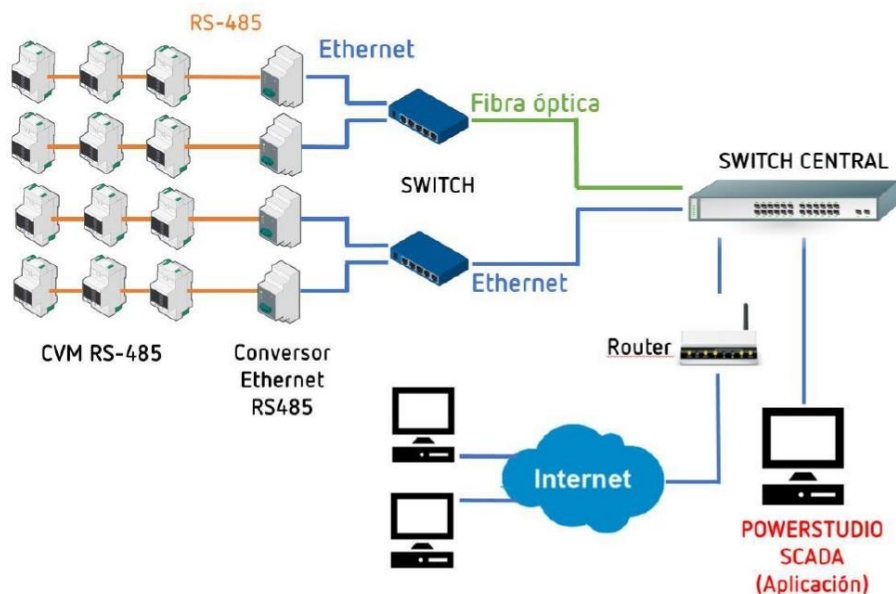 RS-485
Ethernet
Fibra óptica
SWITCH CENTRAL
SWITCH
Ethernet
CVM RS-485
Conversor
Ethernet
RS485
Router
Internet
POWERSTUDIO
SCADA
(Aplicación)